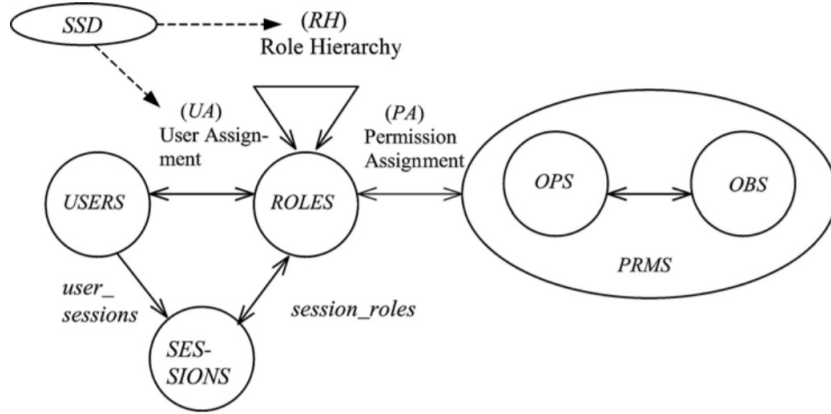 SSD
(RH)
Role Hierarchy
(UA)
User Assign-
ment
(PA)
Permission
Assignment
USERS
ROLES
OPS
OBS
PRMS
user_
sessions
session_roles
SES-
SIONS